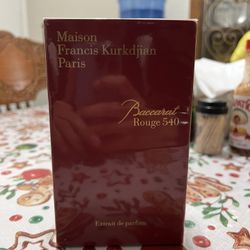 Maison
Francis Kurkdjian
Paris
Baccarat
Rouge 540
Extrait de parfum